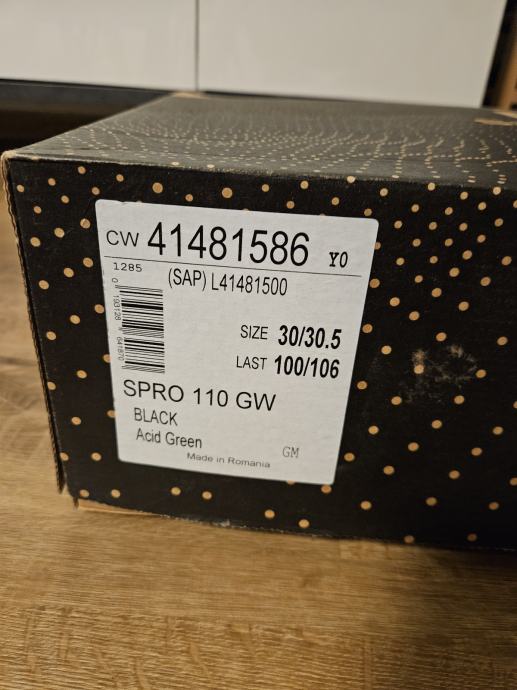 CW 41481586 YO
1285
(SAP) L41481500
SIZE 30/30.5
LAST 100/106
SPRO 110 GW
BLACK
Acid Green
GM
Made in Romania